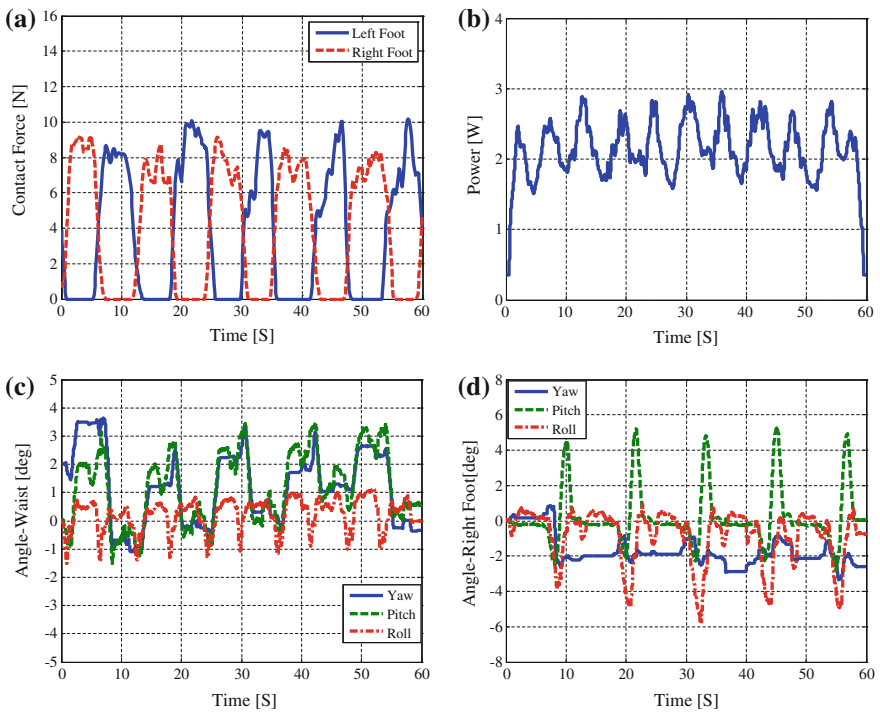 (a)
16
14
12
10
8
6
4
2
0
Contact Force [N]
Left Foot
Right Foot
0 10 20 30 40 50 60
Time [S]
(b)
4
3
2
1
0
Power [W]
0 10 20 30 40 50 60
Time [S]
(c)
5
4
3
2
1
0
-1
-2
-3
-4
-5
Angle-Waist [deg]
Yaw
Pitch
Roll
0 10 20 30 40 50 60
Time [S]
(d)
8
6
4
2
0
-2
-4
-6
-8
Angle-Right Foot[deg]
Yaw
Pitch
Roll
0 10 20 30 40 50 60
Time [S]